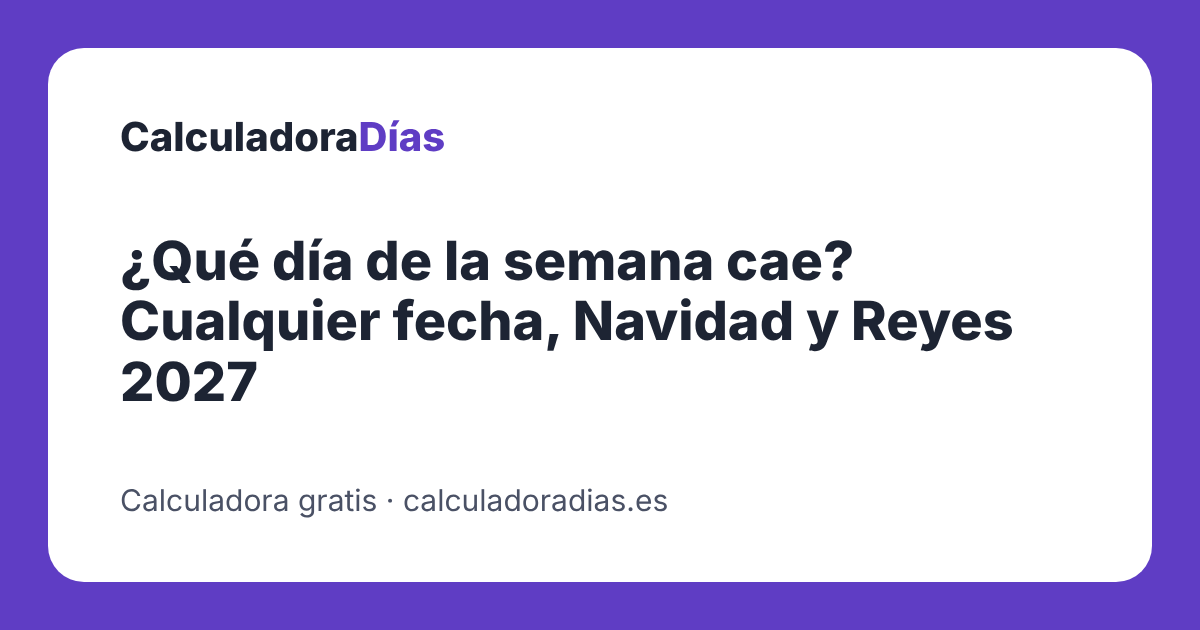 CalculadoraDías
¿Qué día de la semana cae?
Cualquier fecha, Navidad y Reyes
2027
Calculadora gratis · calculadoradias.es